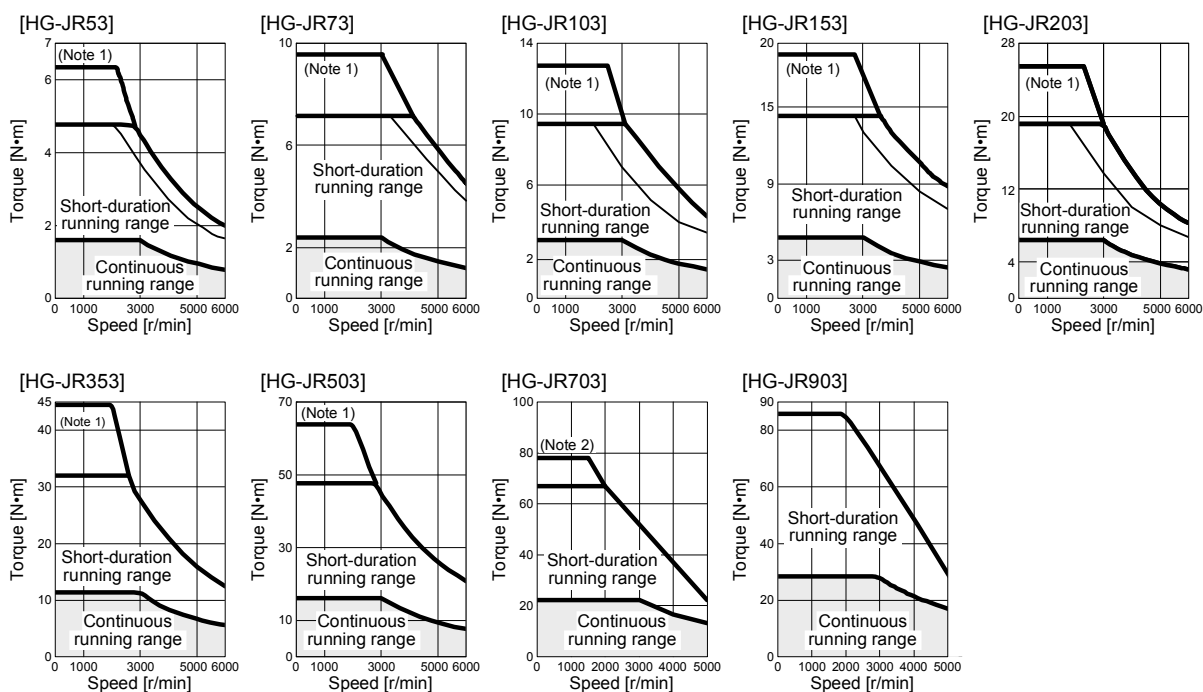 [HG-JR53]
Torque [N•m]
7
6
4
2
0
(Note 1)
Short-duration
running range
Continuous
running range
0 1000 3000 5000 6000
Speed [r/min]
[HG-JR73]
Torque [N•m]
10
6
2
0
(Note 1)
Short-duration
running range
Continuous
running range
0 1000 3000 5000 6000
Speed [r/min]
[HG-JR103]
Torque [N•m]
14
10
6
2
0
(Note 1)
Short-duration
running range
Continuous
running range
0 1000 3000 5000 6000
Speed [r/min]
[HG-JR153]
Torque [N•m]
20
15
9
3
0
(Note 1)
Short-duration
running range
Continuous
running range
0 1000 3000 5000 6000
Speed [r/min]
[HG-JR203]
Torque [N•m]
28
20
12
4
0
(Note 1)
Short-duration
running range
Continuous
running range
0 1000 3000 5000 6000
Speed [r/min]
[HG-JR353]
Torque [N•m]
45
40
30
20
10
0
(Note 1)
Short-duration
running range
Continuous
running range
0 1000 3000 5000 6000
Speed [r/min]
[HG-JR503]
Torque [N•m]
70
50
30
10
0
(Note 1)
Short-duration
running range
Continuous
running range
0 1000 3000 5000 6000
Speed [r/min]
[HG-JR703]
Torque [N•m]
100
80
60
40
20
0
(Note 2)
Short-duration
running range
Continuous
running range
0 1000 2000 3000 4000 5000
Speed [r/min]
[HG-JR903]
Torque [N•m]
90
80
60
40
20
0
Short-duration
running range
Continuous
running range
0 1000 2000 3000 4000 5000
Speed [r/min]